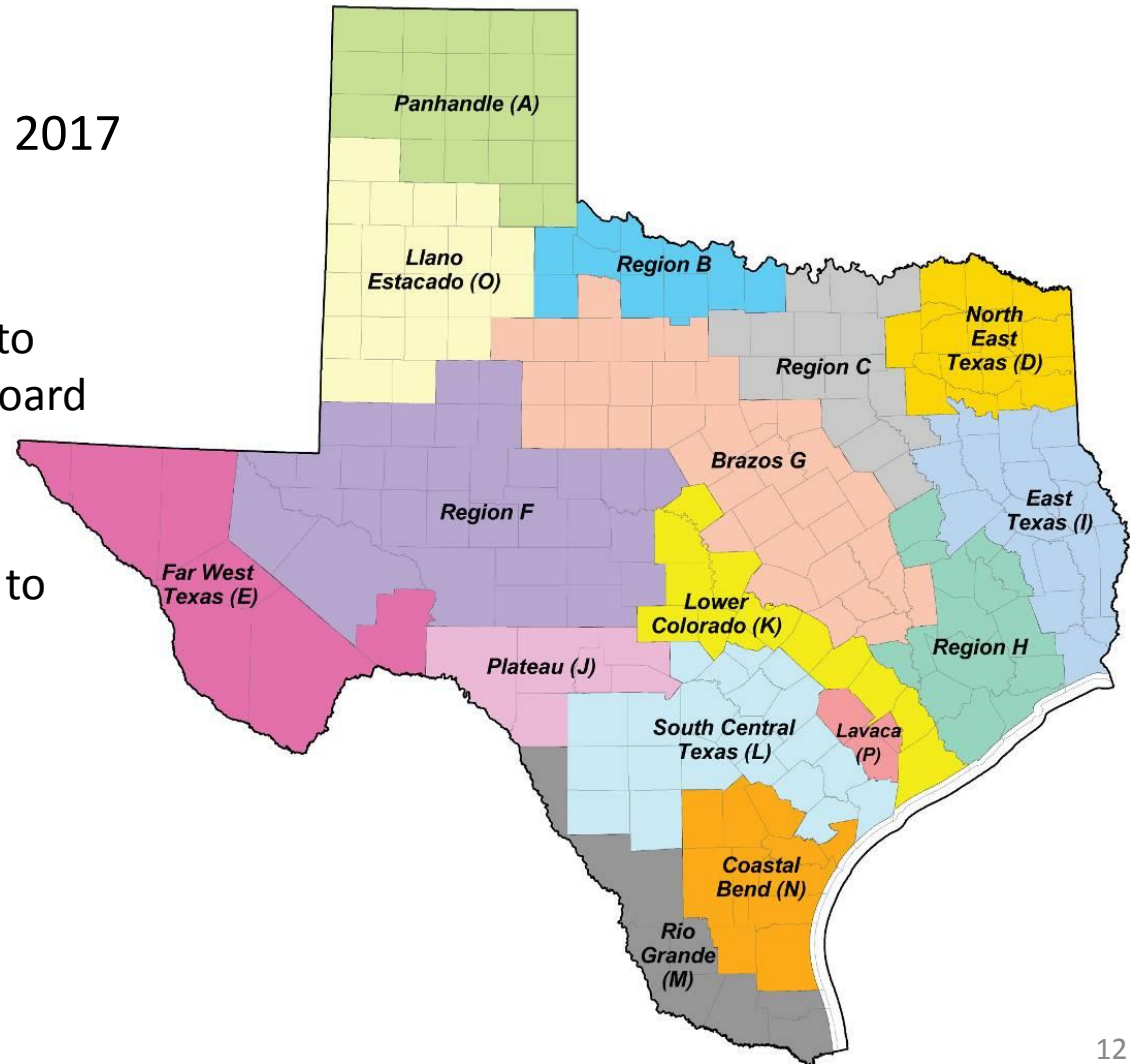 2017
to
oard
to
Panhandle (A)
Llano
Estacado (O)
Region B
Region C
North
East
Texas (D)
Brazos G
East
Texas (I)
Region F
Far West
Texas (E)
Lower
Colorado (K)
Region H
Plateau (J)
South Central
Texas (L)
Lavaca
(P)
Coastal
Bend (N)
Rio
Grande
(M)
12